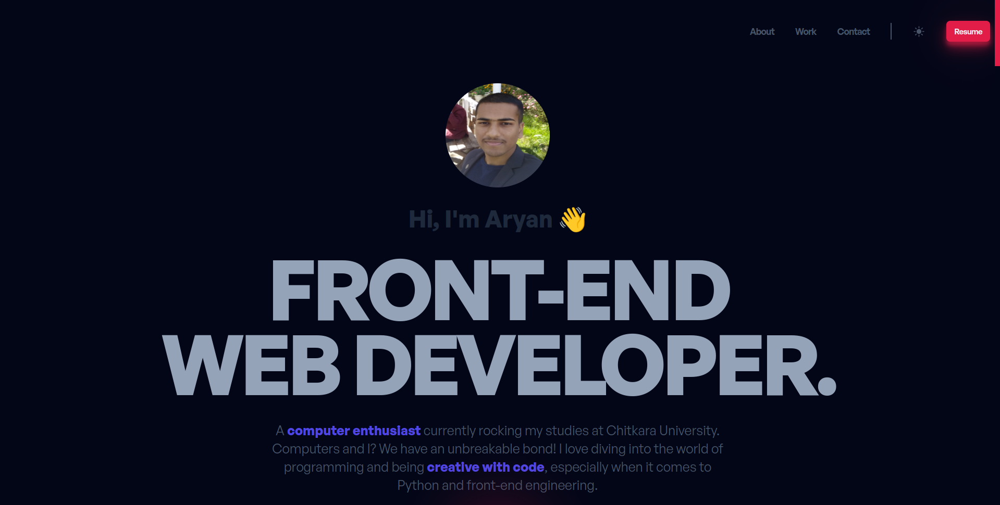 About Work Contact Resume
Hi, I'm Aryan 👋
FRONT-END
WEB DEVELOPER.
A computer enthusiast currently rocking my studies at Chitkara University.
Computers and I? We have an unbreakable bond! I love diving into the world of
programming and being creative with code, especially when it comes to
Python and front-end engineering.